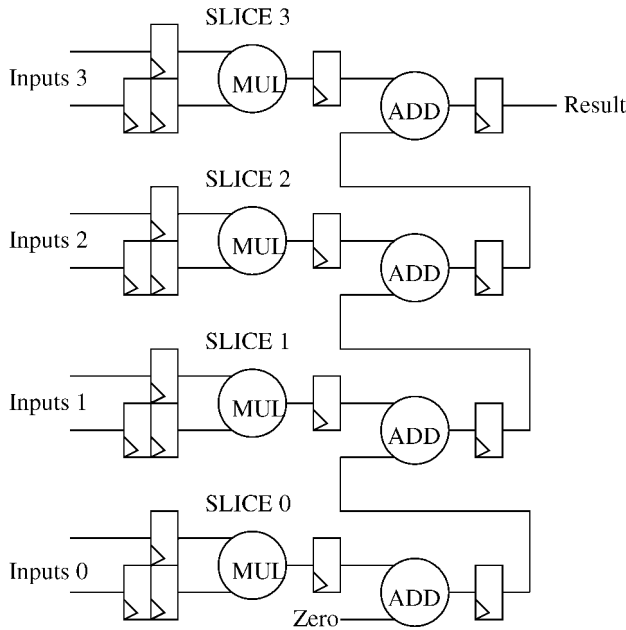 SLICE 3
Inputs 3
MUL
ADD
Result
SLICE 2
Inputs 2
MUL
ADD
SLICE 1
Inputs 1
MUL
ADD
SLICE 0
Inputs 0
MUL
ADD
Zero